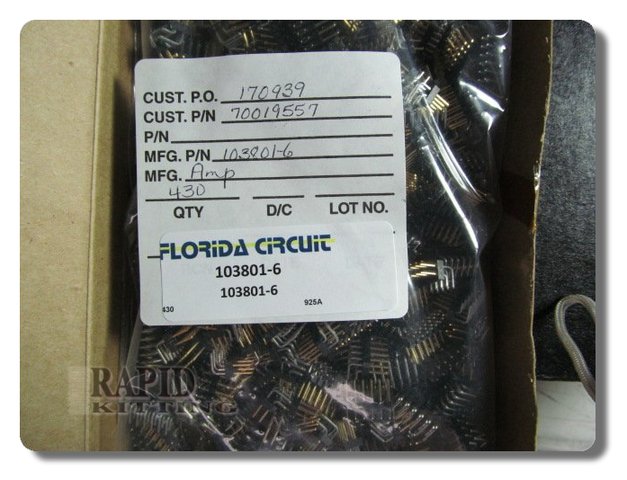 CUST. P.O. 170939
CUST. P/N 70019557
P/N
MFG. P/N 103801-6
MFG. Amp
430
QTY D/C LOT NO.
FLORIDA CIRCUIT
103801-6
103801-6
430 925A
RAPID
KITTING